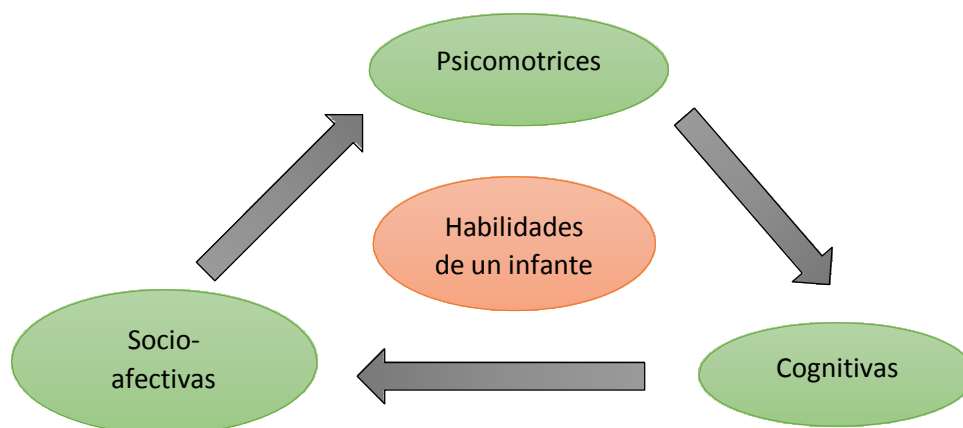 Psicomotrices
Habilidades
de un infante
Socio-
afectivas
Cognitivas